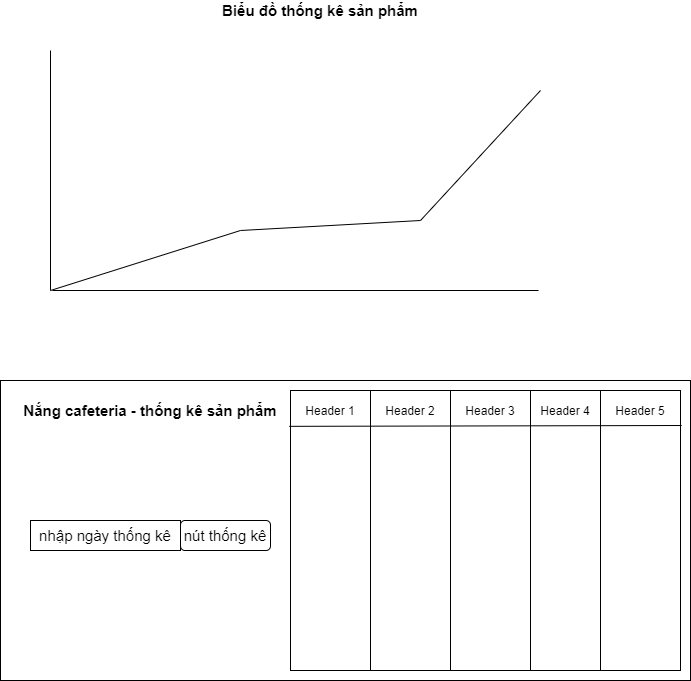 Biểu đồ thống kê sản phẩm
Nắng cafeteria - thống kê sản phẩm
Header 1 Header 2 Header 3 Header 4 Header 5
nhập ngày thống kê nút thống kê